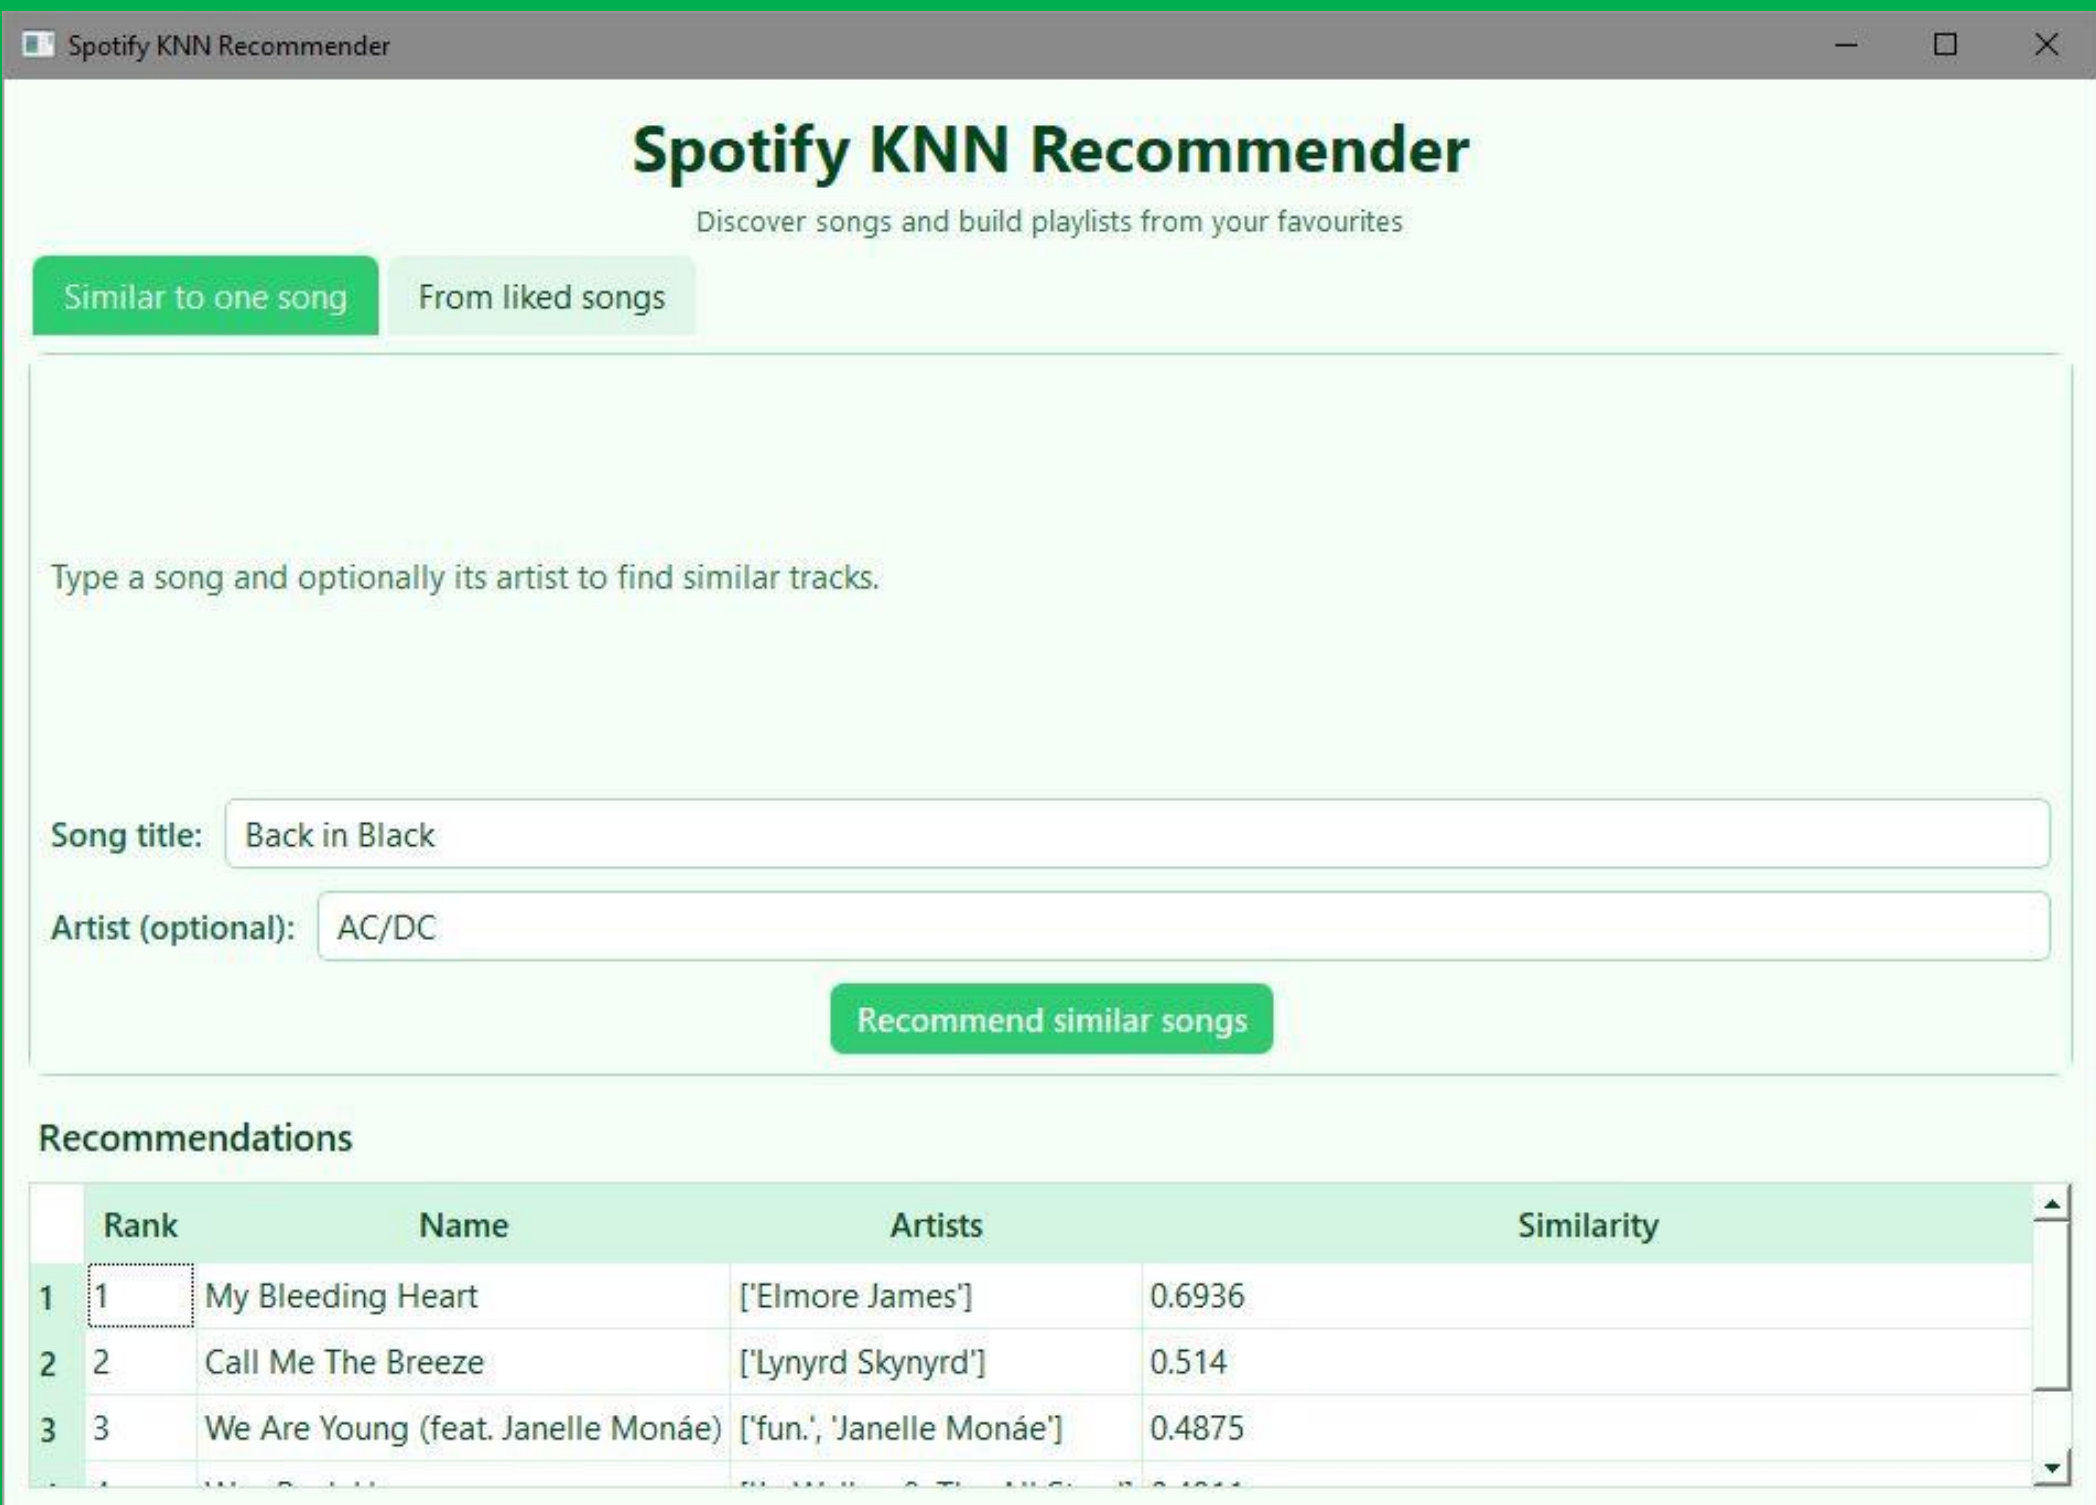 Spotify KNN Recommender
Spotify KNN Recommender
Discover songs and build playlists from your favourites
Similar to one song From liked songs
Type a song and optionally its artist to find similar tracks.
Song title: Back in Black
Artist (optional): AC/DC
Recommend similar songs
Recommendations
Rank Name Artists Similarity
1 1 My Bleeding Heart ['Elmore James'] 0.6936
2 2 Call Me The Breeze ['Lynyrd Skynyrd'] 0.514
3 3 We Are Young (feat. Janelle Monáe) ['fun.', 'Janelle Monáe'] 0.4875